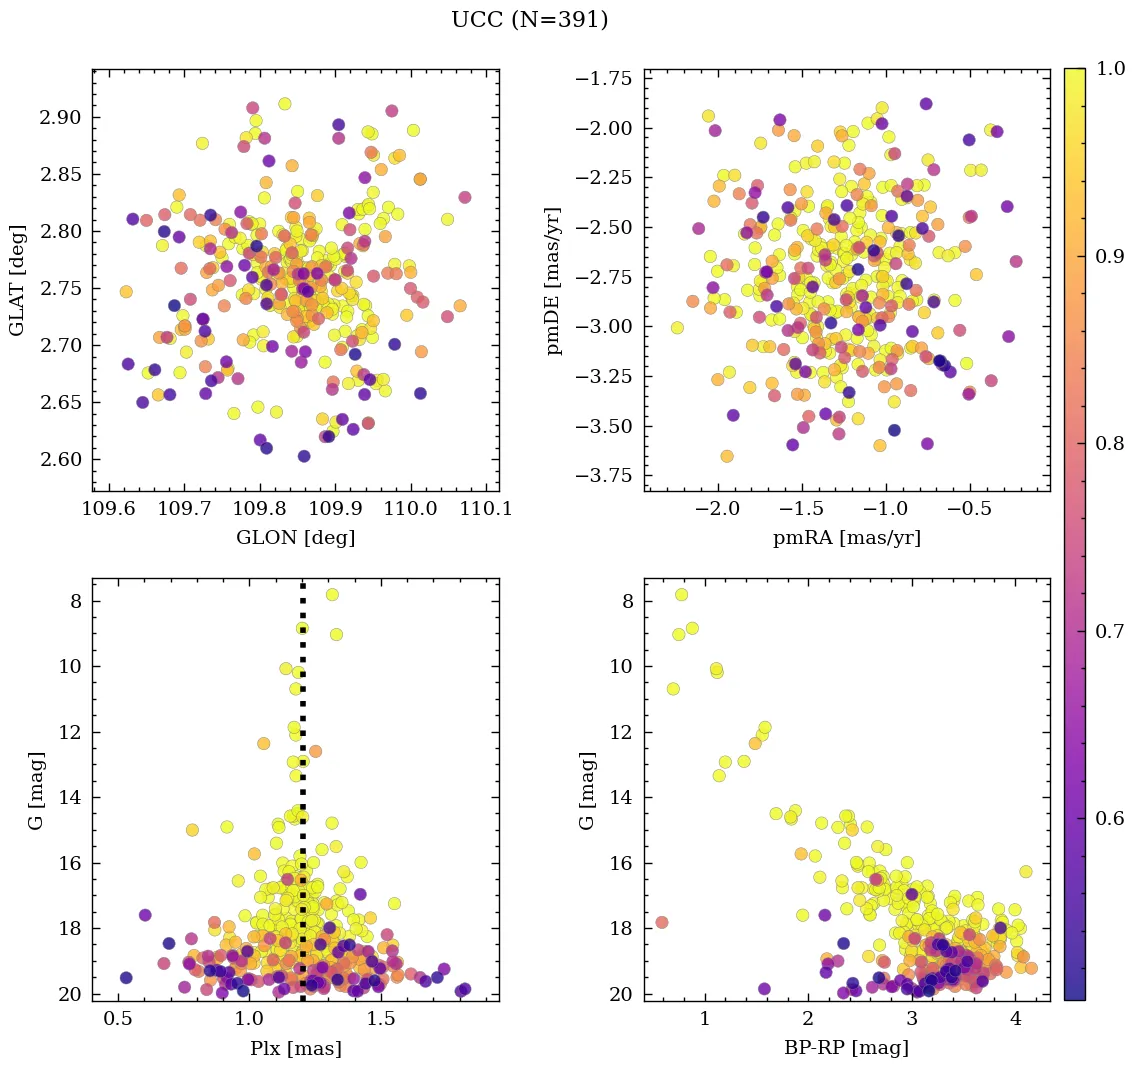 UCC (N=391)
2.90
2.85
2.80
2.75
2.70
2.65
2.60
GLAT [deg]
109.6 109.7 109.8 109.9 110.0 110.1
GLON [deg]
−1.75
−2.00
−2.25
−2.50
−2.75
−3.00
−3.25
−3.50
−3.75
pmDE [mas/yr]
−2.0 −1.5 −1.0 −0.5
pmRA [mas/yr]
8
10
12
14
16
18
20
G [mag]
0.5 1.0 1.5
Plx [mas]
8
10
12
14
16
18
20
G [mag]
1 2 3 4
BP-RP [mag]
1.0
0.9
0.8
0.7
0.6